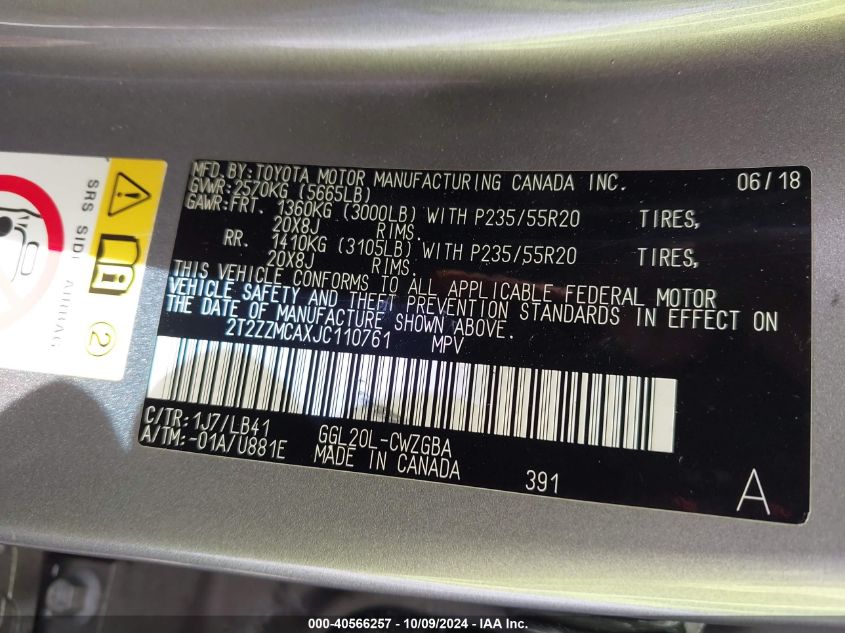 MFD. BY: TOYOTA MOTOR MANUFACTURING CANADA INC. 06/18
GVWR: 2570KG (5665LB)
GAWR: FRT. 1360KG (3000LB) WITH P235/55R20 TIRES,
20X8J RIMS.
RR. 1410KG (3105LB) WITH P235/55R20 TIRES,
20X8J RIMS.
THIS VEHICLE CONFORMS TO ALL APPLICABLE FEDERAL MOTOR
VEHICLE SAFETY AND THEFT PREVENTION STANDARDS IN EFFECT ON
THE DATE OF MANUFACTURE SHOWN ABOVE.
2T2ZZMCAXJC110761 MPV
C/TR: 1J7/LB41 GGL20L-CWZGBA
A/TM: -01A/U881E MADE IN CANADA 391 A
SRS SIDE AIRBAG
2
000-40566257 - 10/09/2024 - IAA Inc.